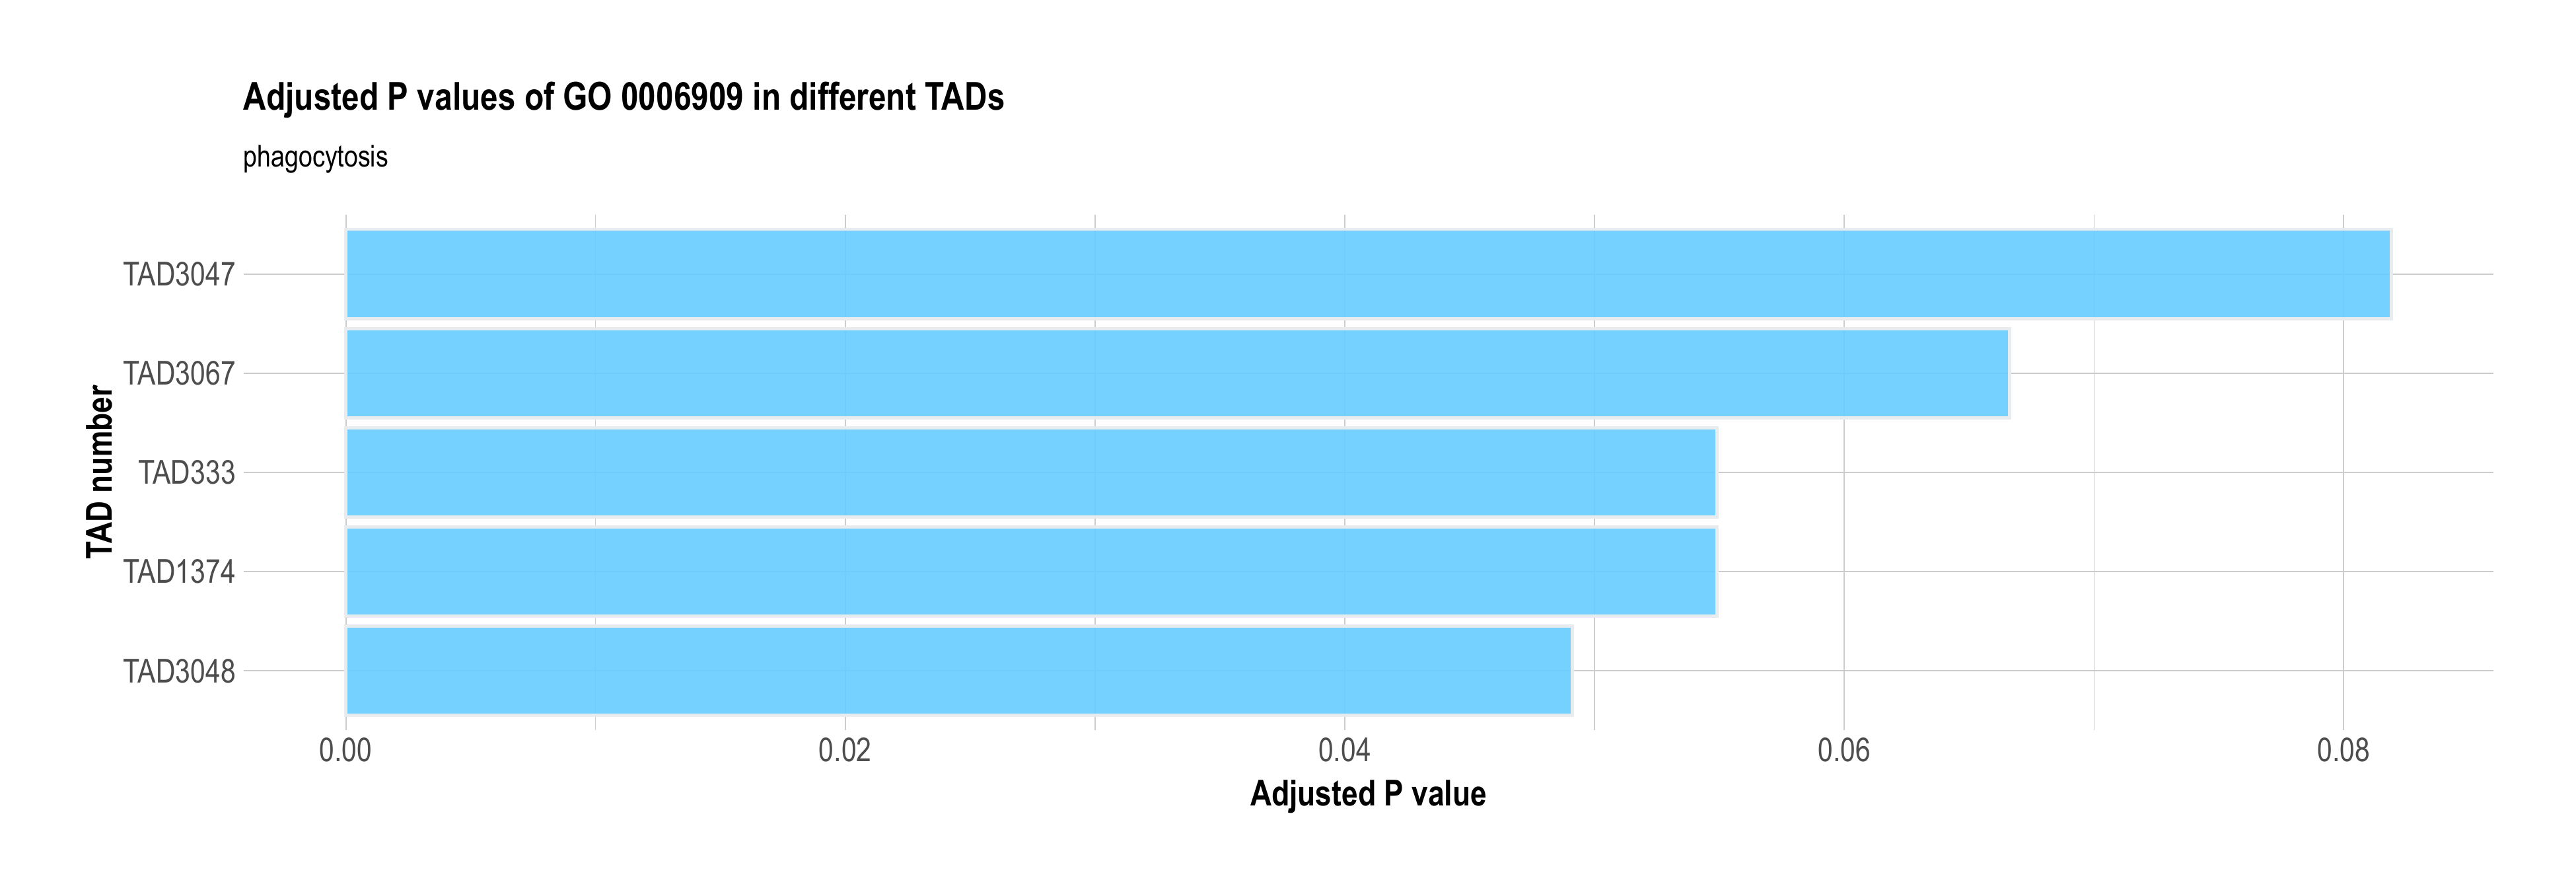 Adjusted P values of GO 0006909 in different TADs
phagocytosis
TAD number
TAD3047
TAD3067
TAD333
TAD1374
TAD3048
0.00 0.02 0.04 0.06 0.08
Adjusted P value